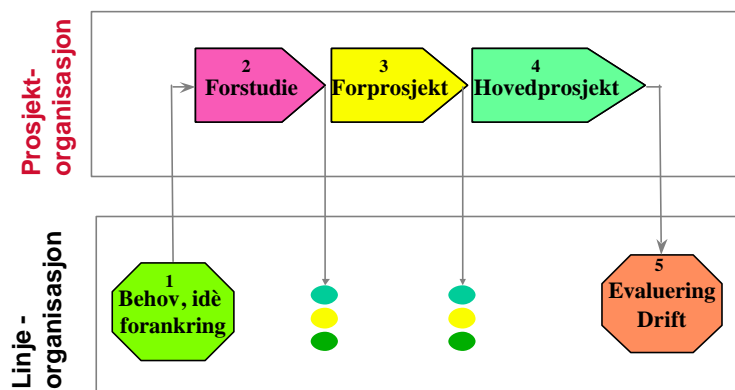 Prosjekt-
organisasjon
2
Forstudie
3
Forprosjekt
4
Hovedprosjekt
Linje -
organisasjon
1
Behov, idè
forankring
5
Evaluering
Drift